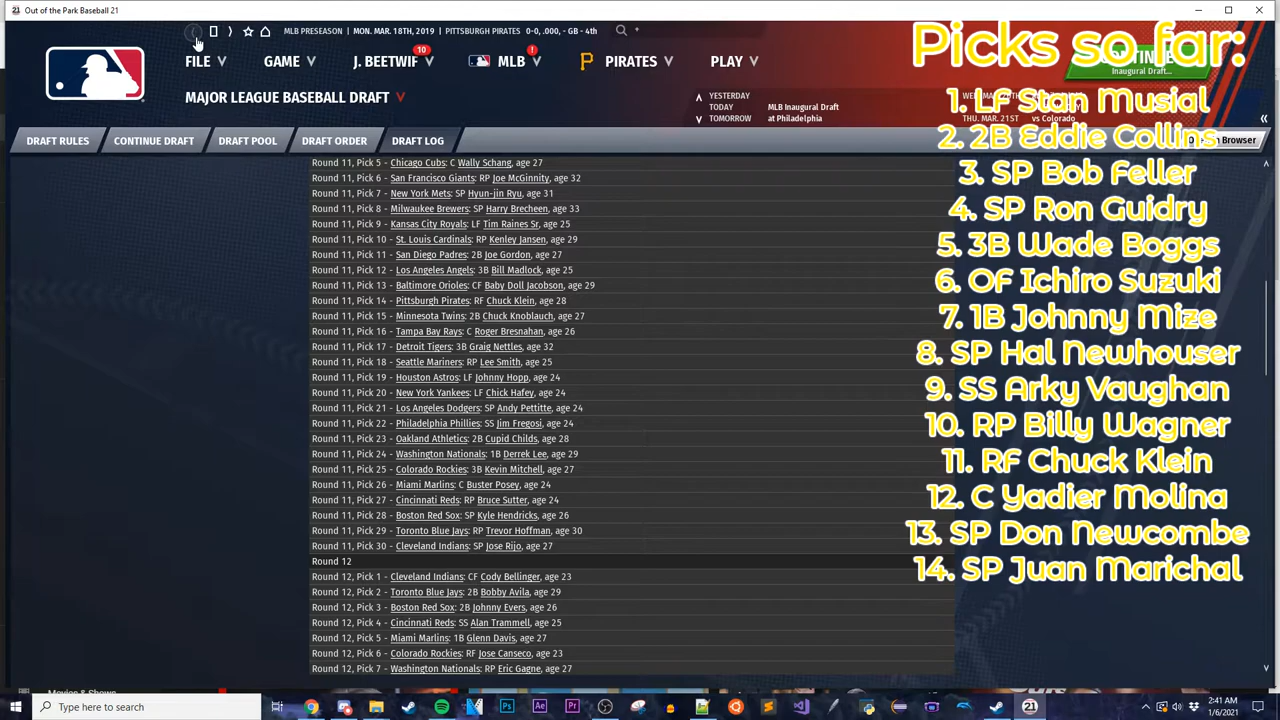 Out of the Park Baseball 21
MLB PRESEASON | MON. MAR. 18TH, 2019 | PITTSBURGH PIRATES 0-0, .000, - GB - 4th
FILE GAME J. BEETWIF 10 MLB ! PIRATES PLAY
CONTINUE
Inaugural Draft...
MAJOR LEAGUE BASEBALL DRAFT
YESTERDAY
TODAY MLB Inaugural Draft
TOMORROW at Philadelphia
THU. MAR. 21ST vs Colorado
DRAFT RULES CONTINUE DRAFT DRAFT POOL DRAFT ORDER DRAFT LOG Browser
Round 11, Pick 5 - Chicago Cubs: C Wally Schang, age 27
Round 11, Pick 6 - San Francisco Giants: RP Joe McGinnity, age 32
Round 11, Pick 7 - New York Mets: SP Hyun-jin Ryu, age 31
Round 11, Pick 8 - Milwaukee Brewers: SP Harry Brecheen, age 33
Round 11, Pick 9 - Kansas City Royals: LF Tim Raines Sr, age 25
Round 11, Pick 10 - St. Louis Cardinals: RP Kenley Jansen, age 29
Round 11, Pick 11 - San Diego Padres: 2B Joe Gordon, age 27
Round 11, Pick 12 - Los Angeles Angels: 3B Bill Madlock, age 25
Round 11, Pick 13 - Baltimore Orioles: CF Baby Doll Jacobson, age 29
Round 11, Pick 14 - Pittsburgh Pirates: RF Chuck Klein, age 28
Round 11, Pick 15 - Minnesota Twins: 2B Chuck Knoblauch, age 27
Round 11, Pick 16 - Tampa Bay Rays: C Roger Bresnahan, age 26
Round 11, Pick 17 - Detroit Tigers: 3B Graig Nettles, age 32
Round 11, Pick 18 - Seattle Mariners: RP Lee Smith, age 25
Round 11, Pick 19 - Houston Astros: LF Johnny Hopp, age 24
Round 11, Pick 20 - New York Yankees: LF Chick Hafey, age 24
Round 11, Pick 21 - Los Angeles Dodgers: SP Andy Pettitte, age 24
Round 11, Pick 22 - Philadelphia Phillies: SS Jim Fregosi, age 24
Round 11, Pick 23 - Oakland Athletics: 2B Cupid Childs, age 28
Round 11, Pick 24 - Washington Nationals: 1B Derrek Lee, age 29
Round 11, Pick 25 - Colorado Rockies: 3B Kevin Mitchell, age 27
Round 11, Pick 26 - Miami Marlins: C Buster Posey, age 24
Round 11, Pick 27 - Cincinnati Reds: RP Bruce Sutter, age 24
Round 11, Pick 28 - Boston Red Sox: SP Kyle Hendricks, age 26
Round 11, Pick 29 - Toronto Blue Jays: RP Trevor Hoffman, age 30
Round 11, Pick 30 - Cleveland Indians: SP Jose Rijo, age 27
Round 12
Round 12, Pick 1 - Cleveland Indians: CF Cody Bellinger, age 23
Round 12, Pick 2 - Toronto Blue Jays: 2B Bobby Avila, age 29
Round 12, Pick 3 - Boston Red Sox: 2B Johnny Evers, age 26
Round 12, Pick 4 - Cincinnati Reds: SS Alan Trammell, age 25
Round 12, Pick 5 - Miami Marlins: 1B Glenn Davis, age 27
Round 12, Pick 6 - Colorado Rockies: RF Jose Canseco, age 23
Round 12, Pick 7 - Washington Nationals: RP Eric Gagne, age 27
Picks so far:
1. LF Stan Musial
2. 2B Eddie Collins
3. SP Bob Feller
4. SP Ron Guidry
5. 3B Wade Boggs
6. OF Ichiro Suzuki
7. 1B Johnny Mize
8. SP Hal Newhouser
9. SS Arky Vaughan
10. RP Billy Wagner
11. RF Chuck Klein
12. C Yadier Molina
13. SP Don Newcombe
14. SP Juan Marichal
Type here to search
2:41 AM
1/6/2021